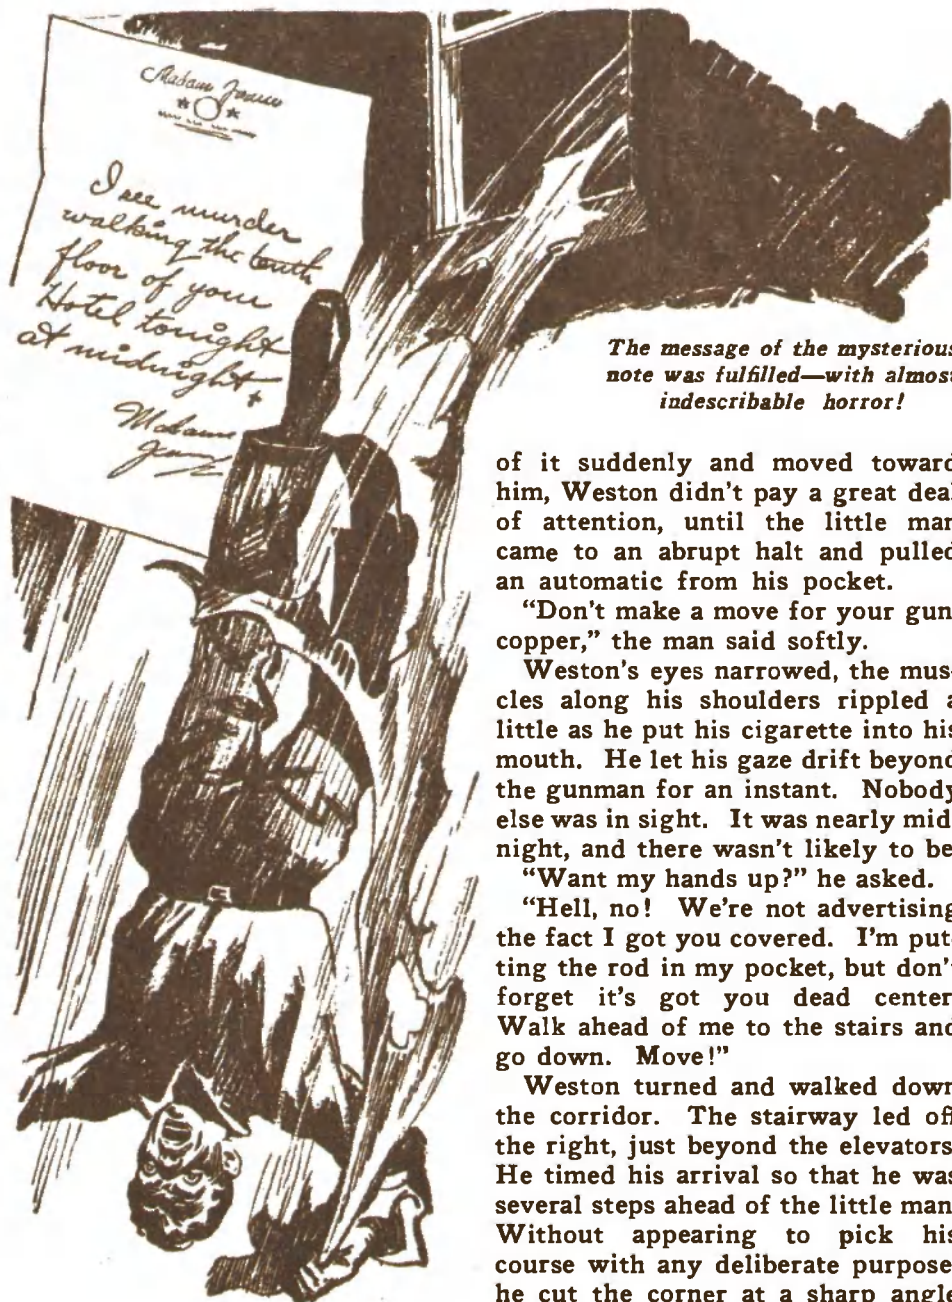 Madam
I see murder
walking the tenth
floor of your
Hotel tonight
at midnight
Madame
The message of the mysterious
note was fulfilled—with almost
indescribable horror!
of it suddenly and moved toward
him, Weston didn't pay a great deal
of attention, until the little man
came to an abrupt halt and pulled
an automatic from his pocket.
"Don't make a move for your gun
copper," the man said softly.
Weston's eyes narrowed, the mus-
cles along his shoulders rippled a
little as he put his cigarette into his
mouth. He let his gaze drift beyond
the gunman for an instant. Nobody
else was in sight. It was nearly mid-
night, and there wasn't likely to be
"Want my hands up?" he asked.
"Hell, no! We're not advertising
the fact I got you covered. I'm put-
ting the rod in my pocket, but don't
forget it's got you dead center
Walk ahead of me to the stairs and
go down. Move!"
Weston turned and walked down
the corridor. The stairway led off
the right, just beyond the elevators
He timed his arrival so that he was
several steps ahead of the little man
Without appearing to pick his
course with any deliberate purpose
he cut the corner at a sharp angle